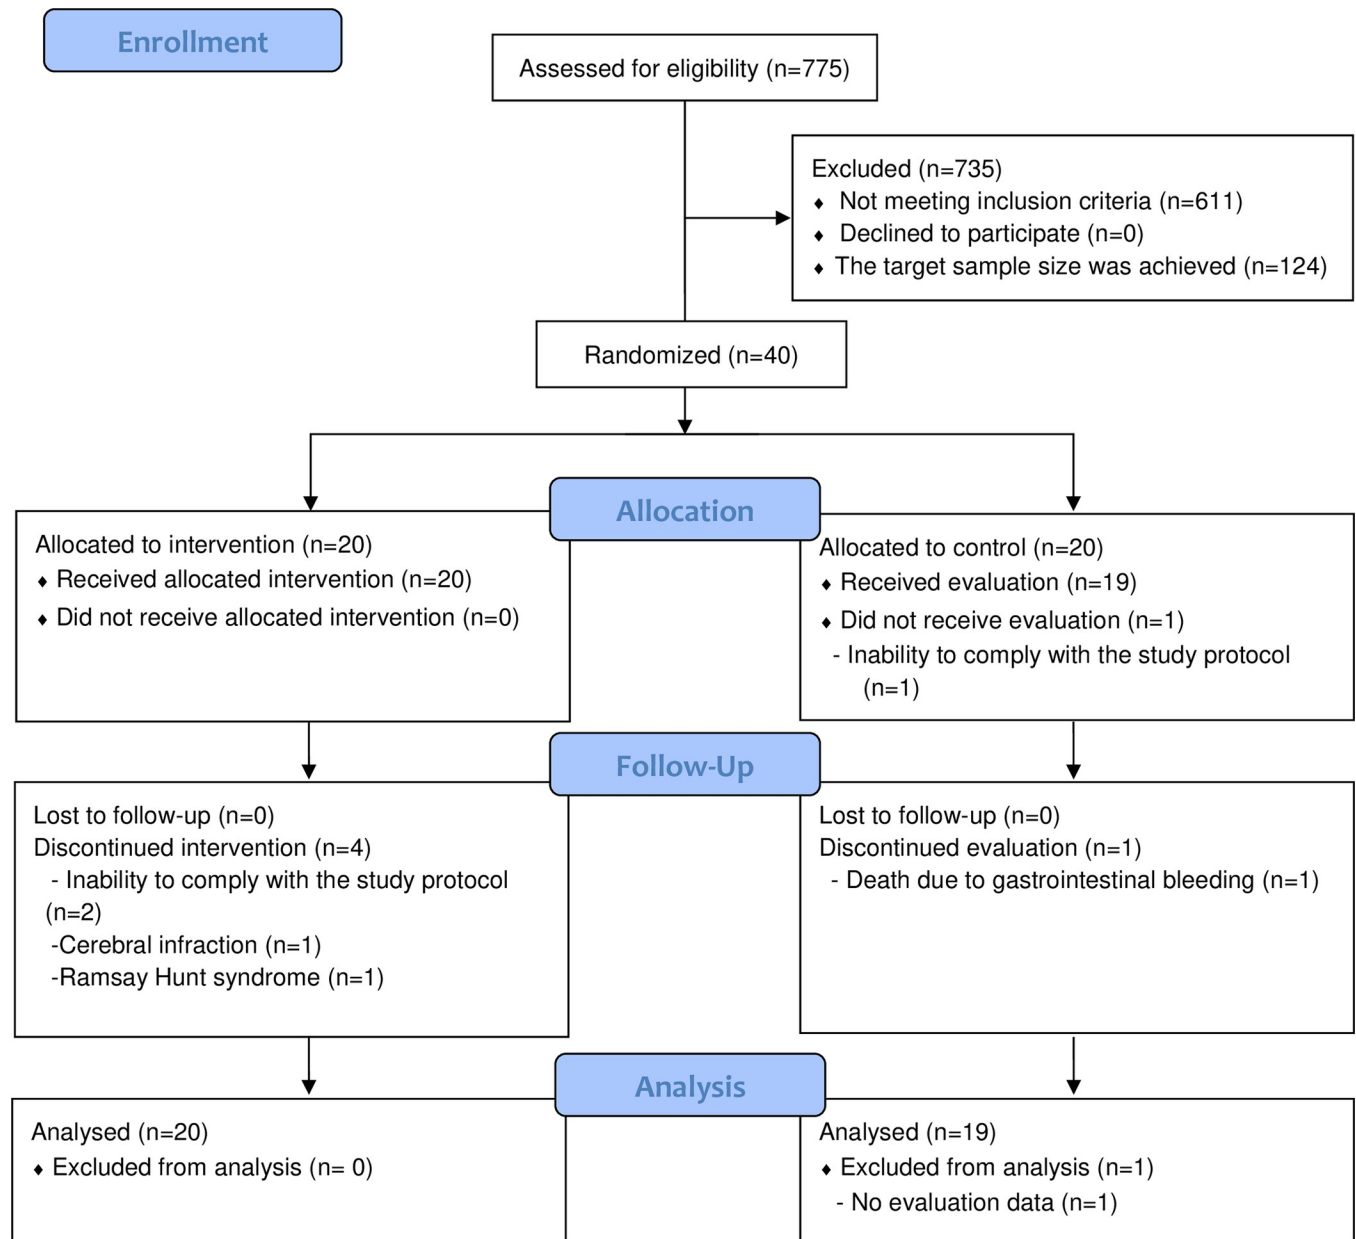 Enrollment
Assessed for eligibility (n=775)
Excluded (n=735)
♦ Not meeting inclusion criteria (n=611)
♦ Declined to participate (n=0)
♦ The target sample size was achieved (n=124)
Randomized (n=40)
Allocation
Allocated to intervention (n=20)
♦ Received allocated intervention (n=20)
♦ Did not receive allocated intervention (n=0)
Allocated to control (n=20)
♦ Received evaluation (n=19)
♦ Did not receive evaluation (n=1)
- Inability to comply with the study protocol
(n=1)
Follow-Up
Lost to follow-up (n=0)
Discontinued intervention (n=4)
- Inability to comply with the study protocol
(n=2)
-Cerebral infraction (n=1)
-Ramsay Hunt syndrome (n=1)
Lost to follow-up (n=0)
Discontinued evaluation (n=1)
- Death due to gastrointestinal bleeding (n=1)
Analysis
Analysed (n=20)
♦ Excluded from analysis (n= 0)
Analysed (n=19)
♦ Excluded from analysis (n=1)
- No evaluation data (n=1)